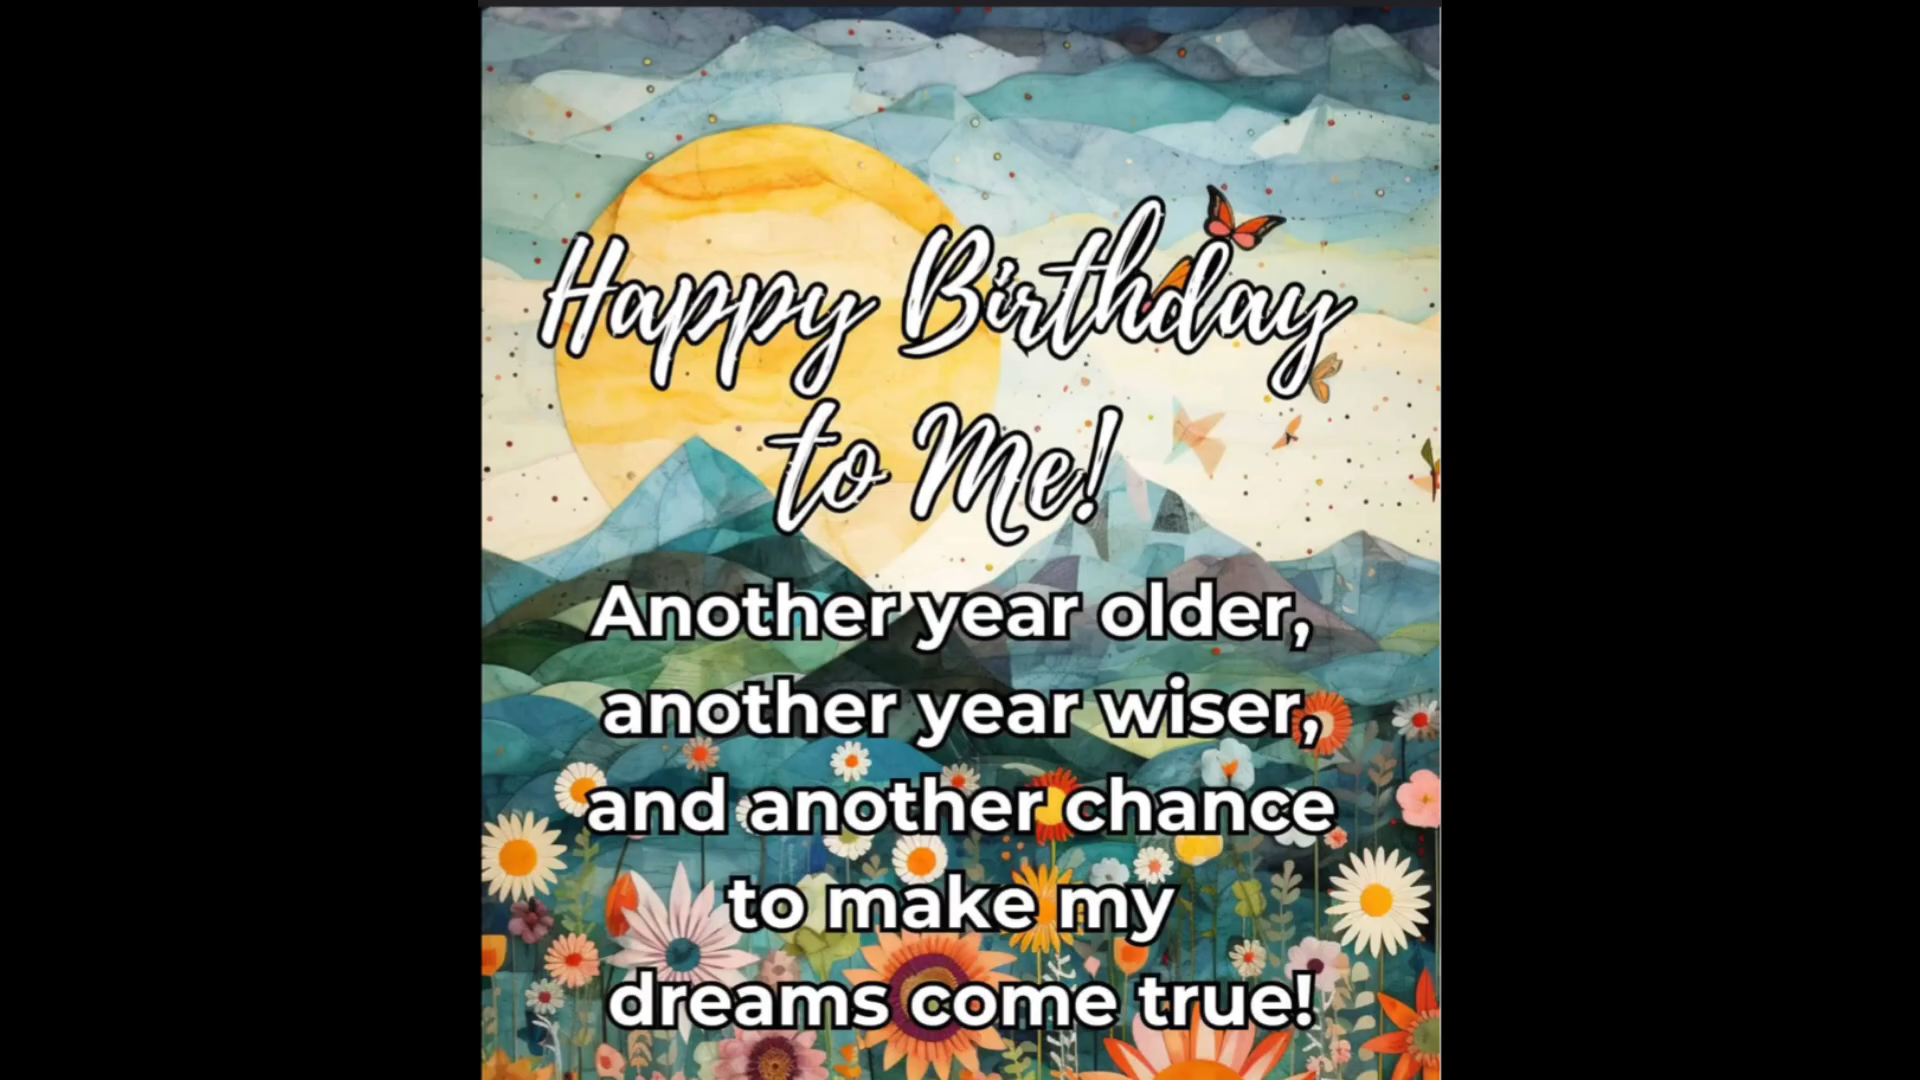 Happy Birthday
to Me!
Another year older,
another year wiser,
and another chance
to make my
dreams come true!